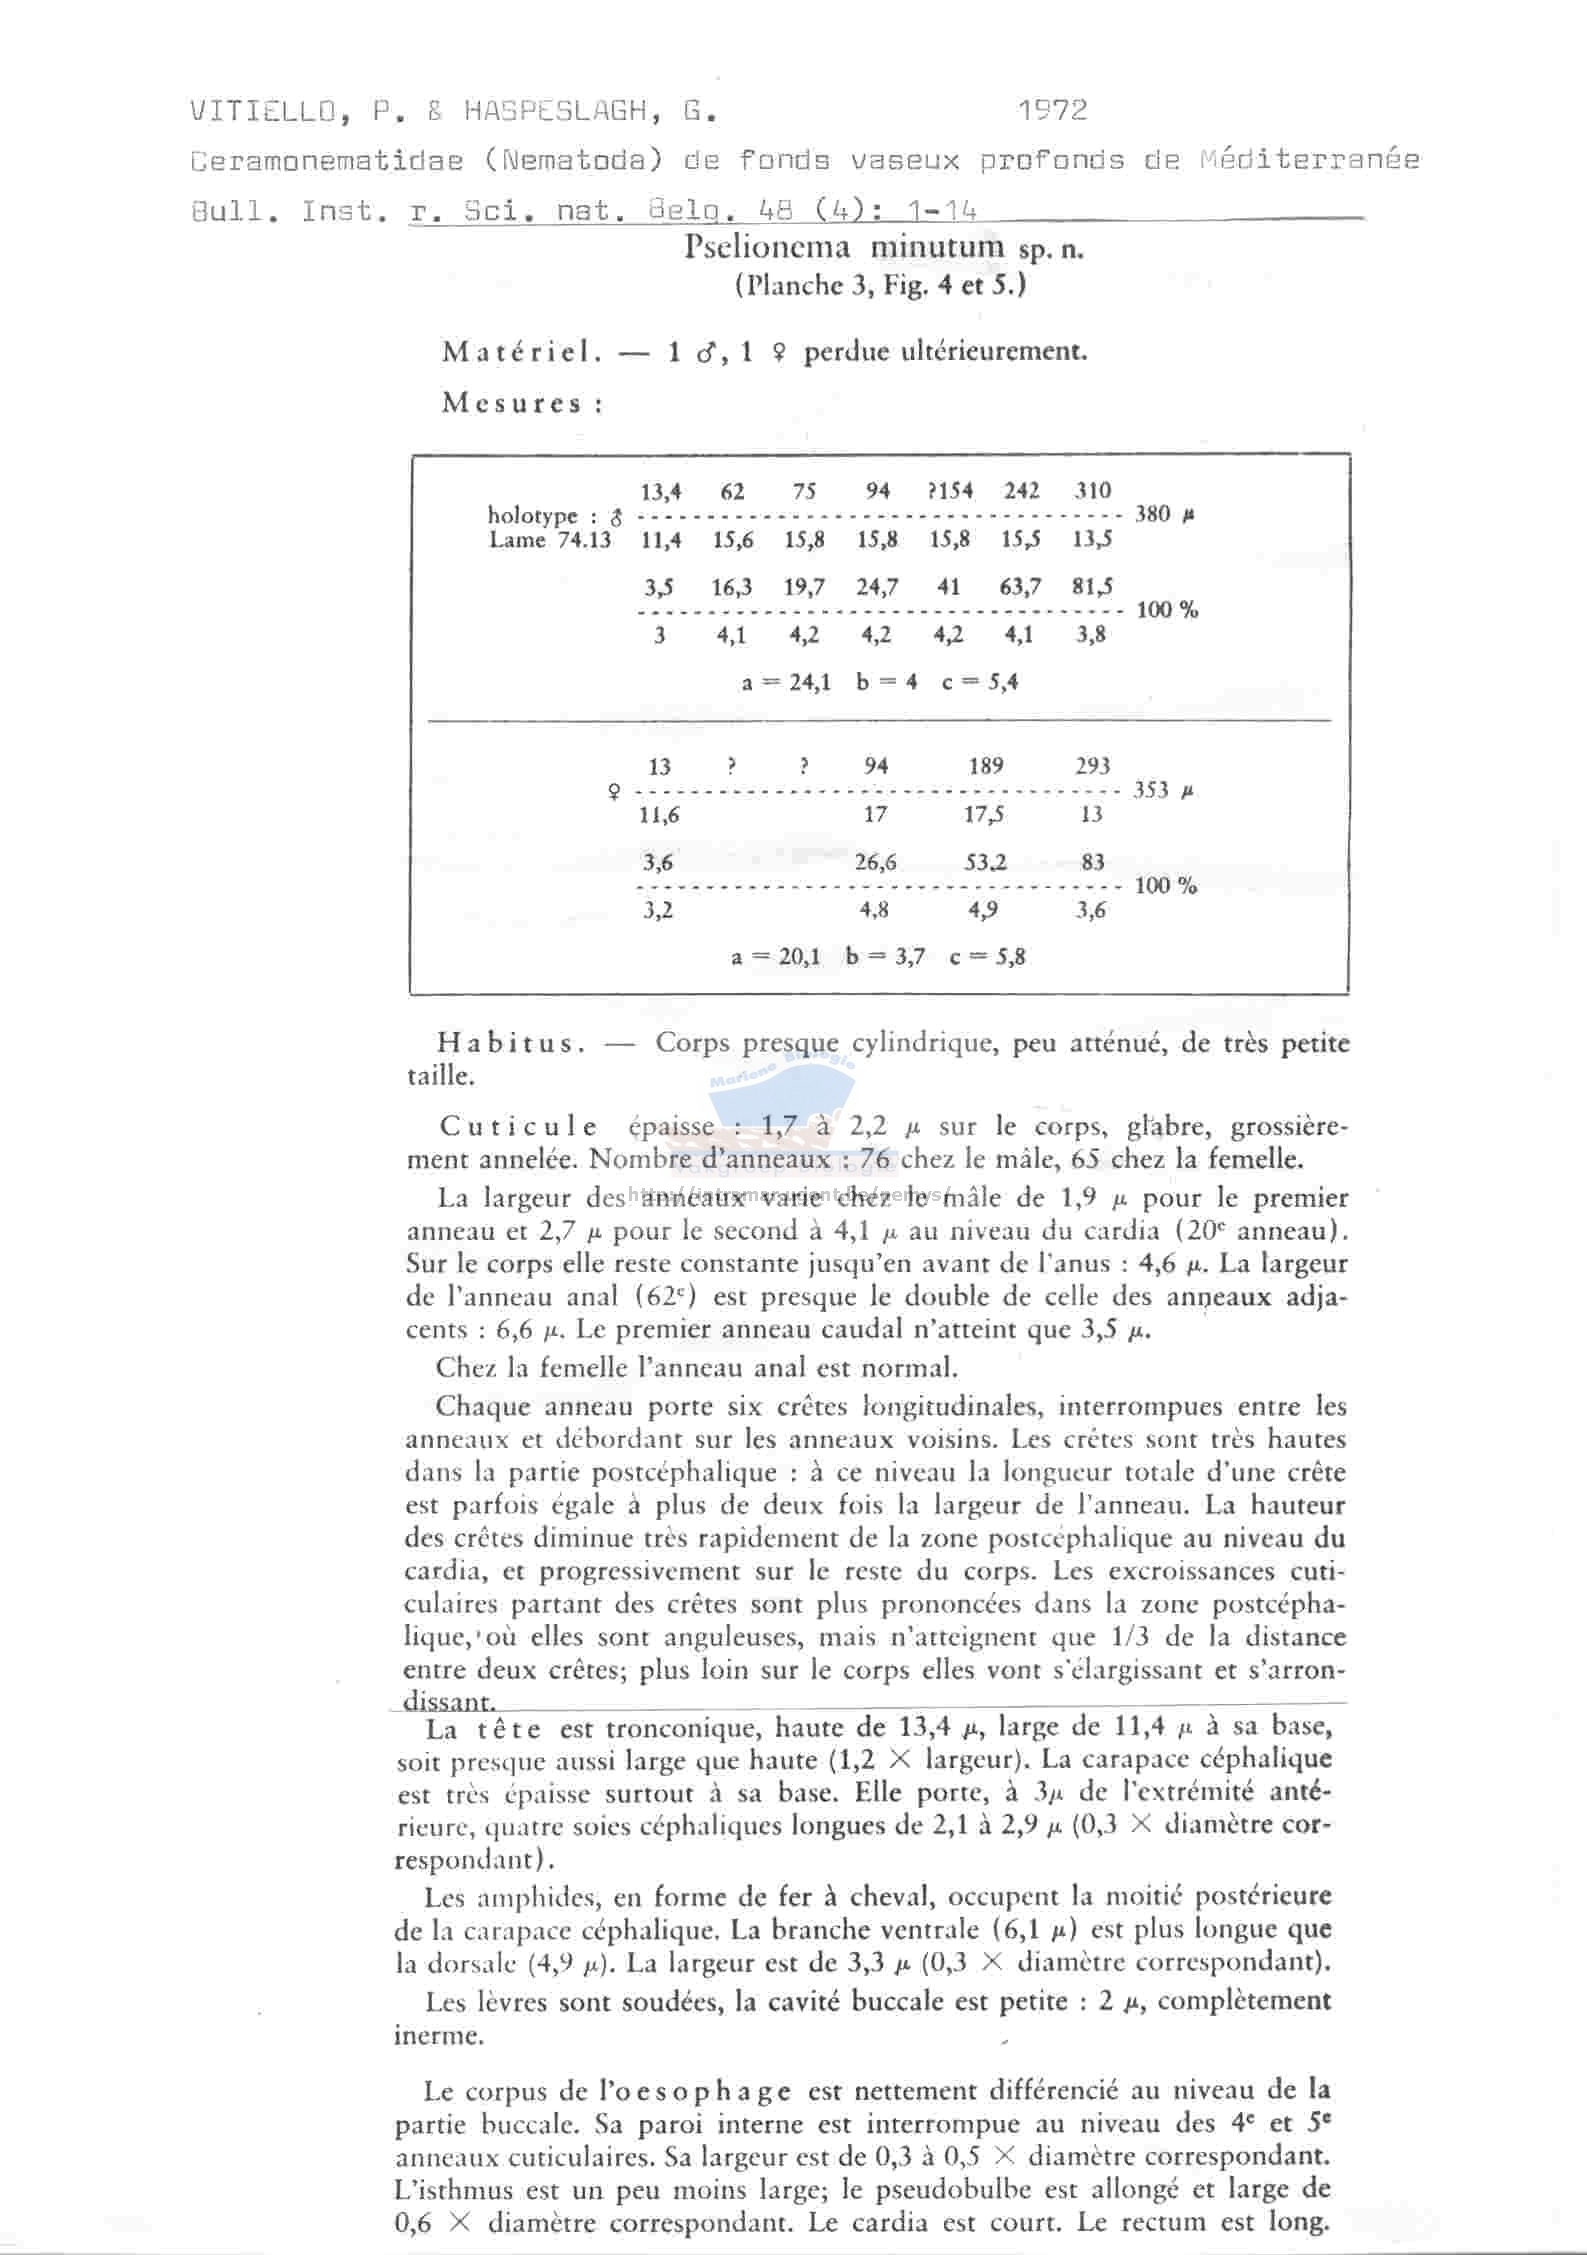 VITIELLO, P. & HASPESLAGH, G. 1972
Ceramonematidae (Nematoda) de fonds vaseux profonds de Méditerranée
Bull. Inst. r. Sci. nat. Belg. 48 (4): 1-14
Pselionema minutum sp. n.
(Planche 3, Fig. 4 et 5.)
Matériel. — 1 ♂, 1 ♀ perdue ultérieurement.
Mesures :
13,4 62 75 94 ?154 242 310
holotype : ♂ 380 µ
Lame 74.13 11,4 15,6 15,8 15,8 15,8 15,5 13,5
3,5 16,3 19,7 24,7 41 63,7 81,5
100 %
3 4,1 4,2 4,2 4,2 4,1 3,8
a = 24,1 b = 4 c = 5,4
13 ? ? 94 189 293
♀ 353 µ
11,6 17 17,5 13
3,6 26,6 53.2 83
100 %
3,2 4,8 4,9 3,6
a = 20,1 b = 3,7 c = 5,8
Habitus. — Corps presque cylindrique, peu atténué, de très petite
taille.
Marione Biologie
Cuticule épaisse : 1,7 à 2,2 µ sur le corps, glabre, grossière-
ment annelée. Nombre d'anneaux : 76 chez le mâle, 65 chez la femelle.
La largeur des anneaux varie chez le mâle de 1,9 µ pour le premier
anneau et 2,7 µ pour le second à 4,1 µ au niveau du cardia (20e anneau).
Sur le corps elle reste constante jusqu'en avant de l'anus : 4,6 µ. La largeur
de l'anneau anal (62e) est presque le double de celle des anneaux adja-
cents : 6,6 µ. Le premier anneau caudal n'atteint que 3,5 µ.
Chez la femelle l'anneau anal est normal.
Chaque anneau porte six crêtes longitudinales, interrompues entre les
anneaux et débordant sur les anneaux voisins. Les crêtes sont très hautes
dans la partie postcéphalique : à ce niveau la longueur totale d'une crête
est parfois égale à plus de deux fois la largeur de l'anneau. La hauteur
des crêtes diminue très rapidement de la zone postcéphalique au niveau du
cardia, et progressivement sur le reste du corps. Les excroissances cuti-
culaires partant des crêtes sont plus prononcées dans la zone postcépha-
lique, où elles sont anguleuses, mais n'atteignent que 1/3 de la distance
entre deux crêtes; plus loin sur le corps elles vont s'élargissant et s'arron-
dissant.
La tête est tronconique, haute de 13,4 µ, large de 11,4 µ à sa base,
soit presque aussi large que haute (1,2 × largeur). La carapace céphalique
est très épaisse surtout à sa base. Elle porte, à 3µ de l'extrémité anté-
rieure, quatre soies céphaliques longues de 2,1 à 2,9 µ (0,3 × diamètre cor-
respondant).
Les amphides, en forme de fer à cheval, occupent la moitié postérieure
de la carapace céphalique. La branche ventrale (6,1 µ) est plus longue que
la dorsale (4,9 µ). La largeur est de 3,3 µ (0,3 × diamètre correspondant).
Les lèvres sont soudées, la cavité buccale est petite : 2 µ, complètement
inerme.
Le corpus de l'oesophage est nettement différencié au niveau de la
partie buccale. Sa paroi interne est interrompue au niveau des 4e et 5e
anneaux cuticulaires. Sa largeur est de 0,3 à 0,5 × diamètre correspondant.
L'isthmus est un peu moins large; le pseudobulbe est allongé et large de
0,6 × diamètre correspondant. Le cardia est court. Le rectum est long.